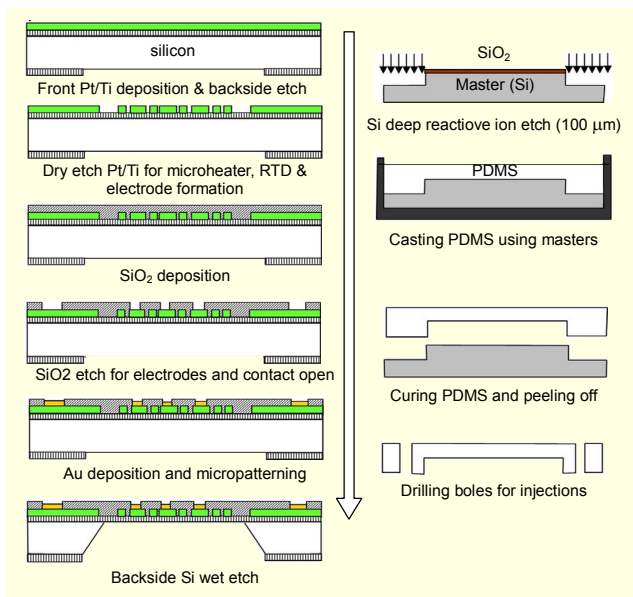 silicon
Front Pt/Ti deposition & backside etch
Dry etch Pt/Ti for microheater, RTD &
electrode formation
SiO₂ deposition
SiO2 etch for electrodes and contact open
Au deposition and micropatterning
Backside Si wet etch
SiO₂
Master (Si)
Si deep reactiove ion etch (100 μm)
PDMS
Casting PDMS using masters
Curing PDMS and peeling off
Drilling boles for injections